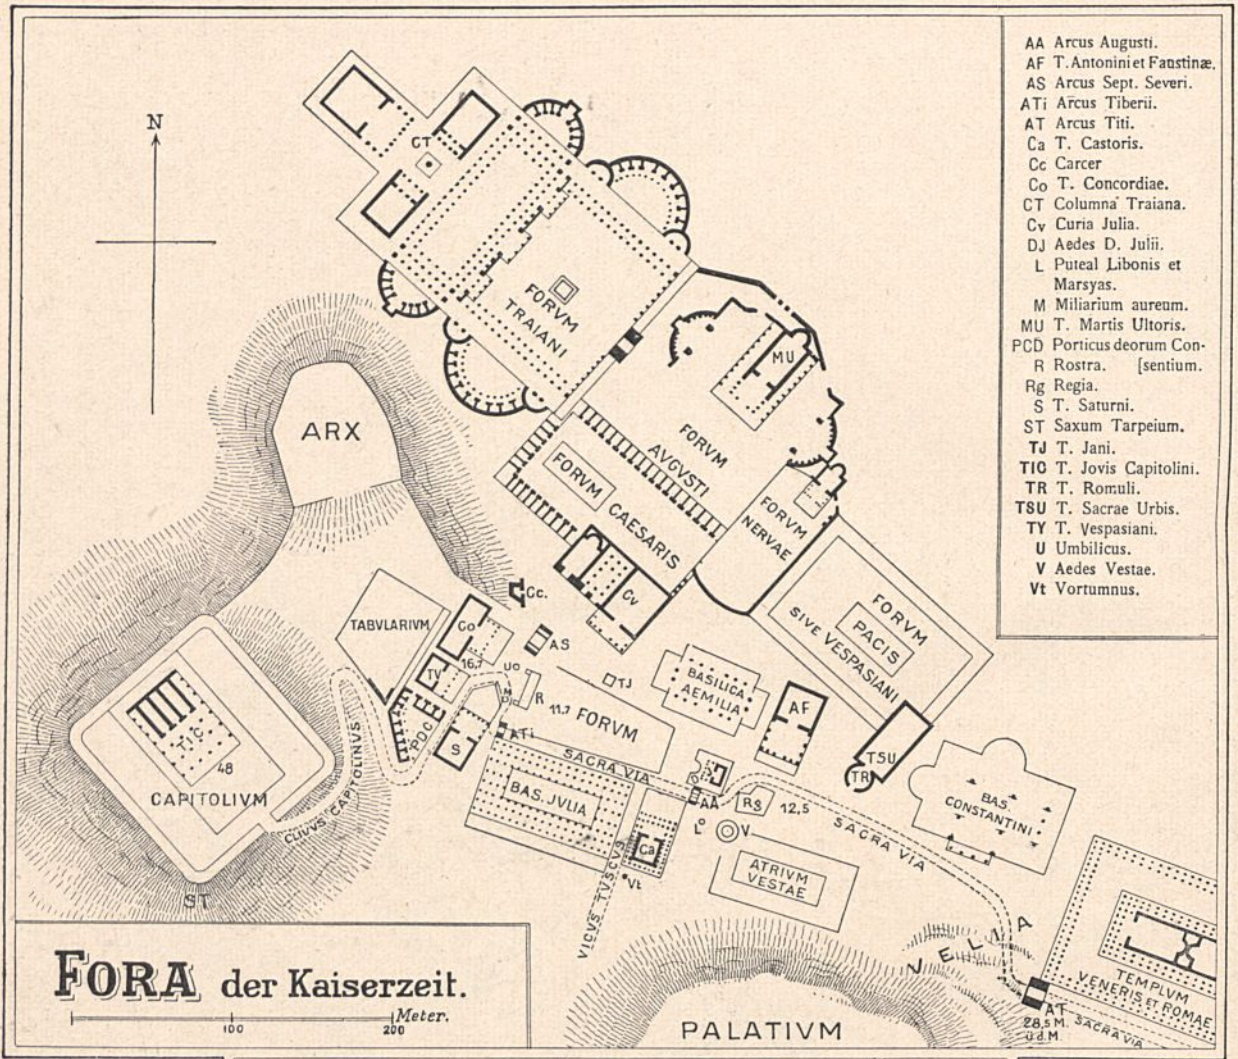 AA Arcus Augusti.
AF T. Antonini et Faustinæ.
AS Arcus Sept. Severi.
ATi Arcus Tiberii.
AT Arcus Titi.
Ca T. Castoris.
Cc Carcer
Co T. Concordiae.
CT Columna Traiana.
Cv Curia Julia.
DJ Aedes D. Julii.
L Puteal Libonis et
Marsyas.
M Miliarium aureum.
MU T. Martis Ultoris.
PCD Porticus deorum Con-
R Rostra. [sentium.
Rg Regia.
S T. Saturni.
ST Saxum Tarpeium.
TJ T. Jani.
TIC T. Jovis Capitolini.
TR T. Romuli.
TSU T. Sacrae Urbis.
TY T. Vespasiani.
U Umbilicus.
V Aedes Vestae.
Vt Vortumnus.
N
CT
FORVM
TRAIANI
MU
ARX
FORVM
AVGVSTI
FORVM
CAESARIS
FORVM
NERVAE
Cc.
Cv
FORVM
PACIS
SIVE VESPASIANI
TABVLARIVM
Co
AS
16,7
TV
U
M
R
11,7
FORVM
TJ
BASILICA
AEMILIA
AF
PDC
S
ATi
SACRA VIA
TSU
TR
TIC
48
CAPITOLIVM
CLIVVS CAPITOLINVS
ST
BAS. JVLIA
AA
RG
12,5
SACRA VIA
BAS.
CONSTANTINI
L
V
Ca
Vt
VICVS TVSCVS
ATRIVM
VESTAE
VELIA
TEMPLVM
VENERIS ET ROMAE
AT
28,5 M.
ü.d.M.
SACRA VIA
PALATIVM
FORA der Kaiserzeit.
Meter.
100 200